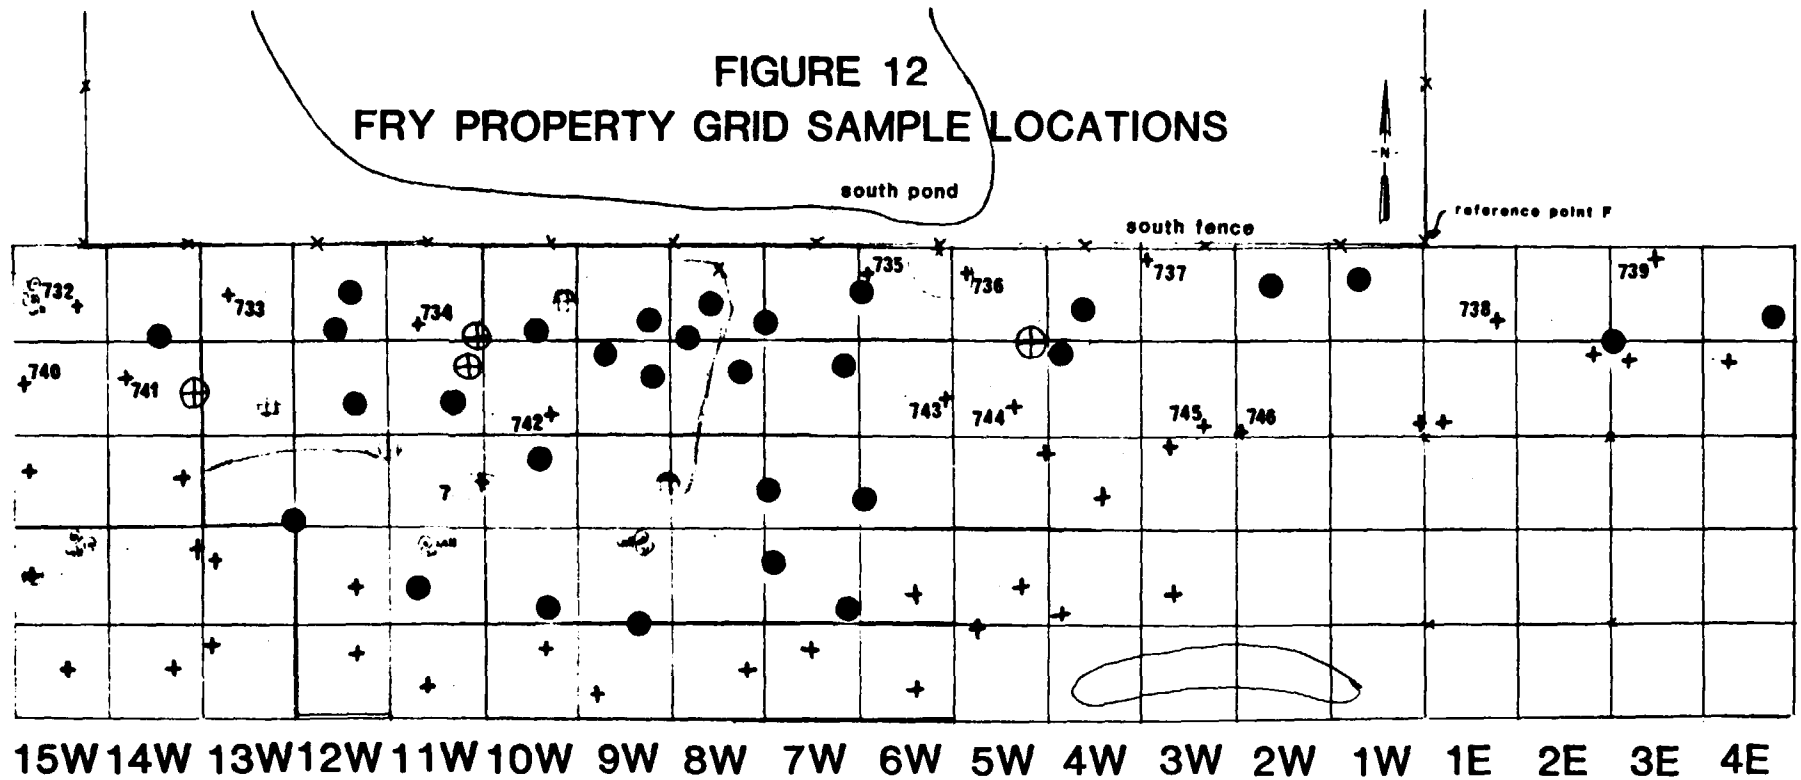 FIGURE 12
FRY PROPERTY GRID SAMPLE LOCATIONS
N
south pond
reference point F
south fence
732
733
734
735
736
737
738
739
740
741
742
743
744
745
746
7
15W 14W 13W 12W 11W 10W 9W 8W 7W 6W 5W 4W 3W 2W 1W 1E 2E 3E 4E